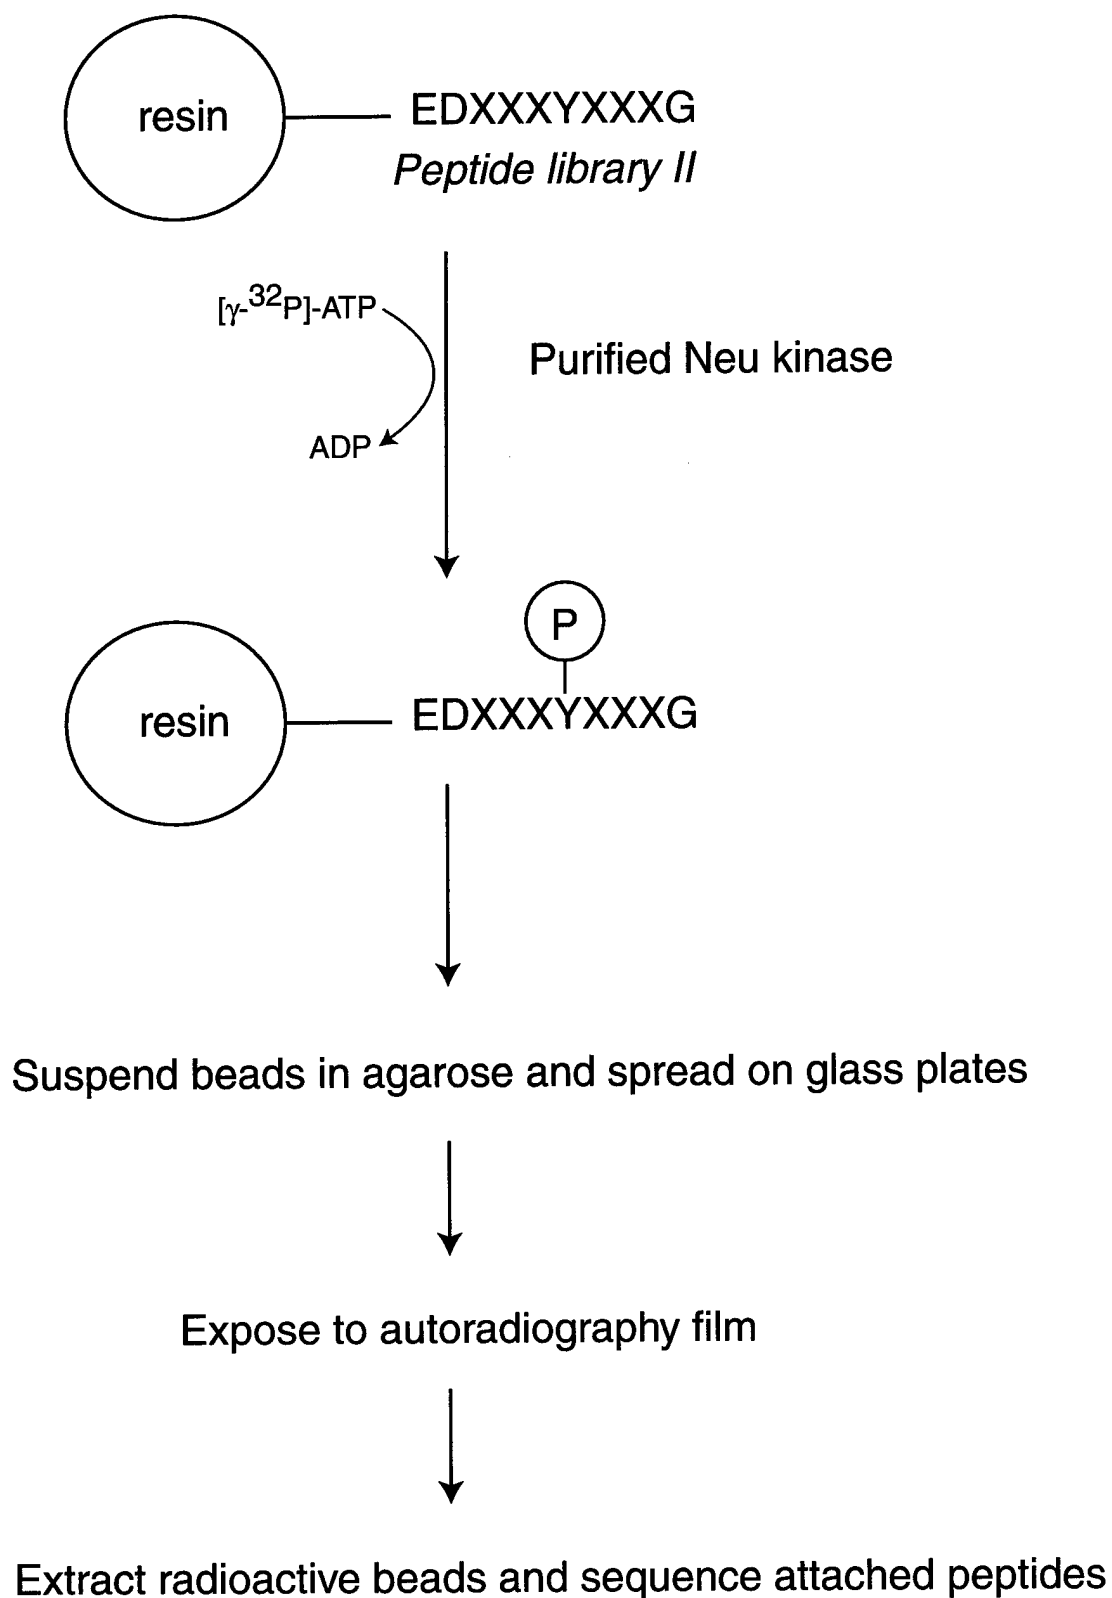 resin
EDXXXYXXXG
Peptide library II
[γ-32P]-ATP
Purified Neu kinase
ADP
P
resin
EDXXXYXXXG
Suspend beads in agarose and spread on glass plates
Expose to autoradiography film
Extract radioactive beads and sequence attached peptides